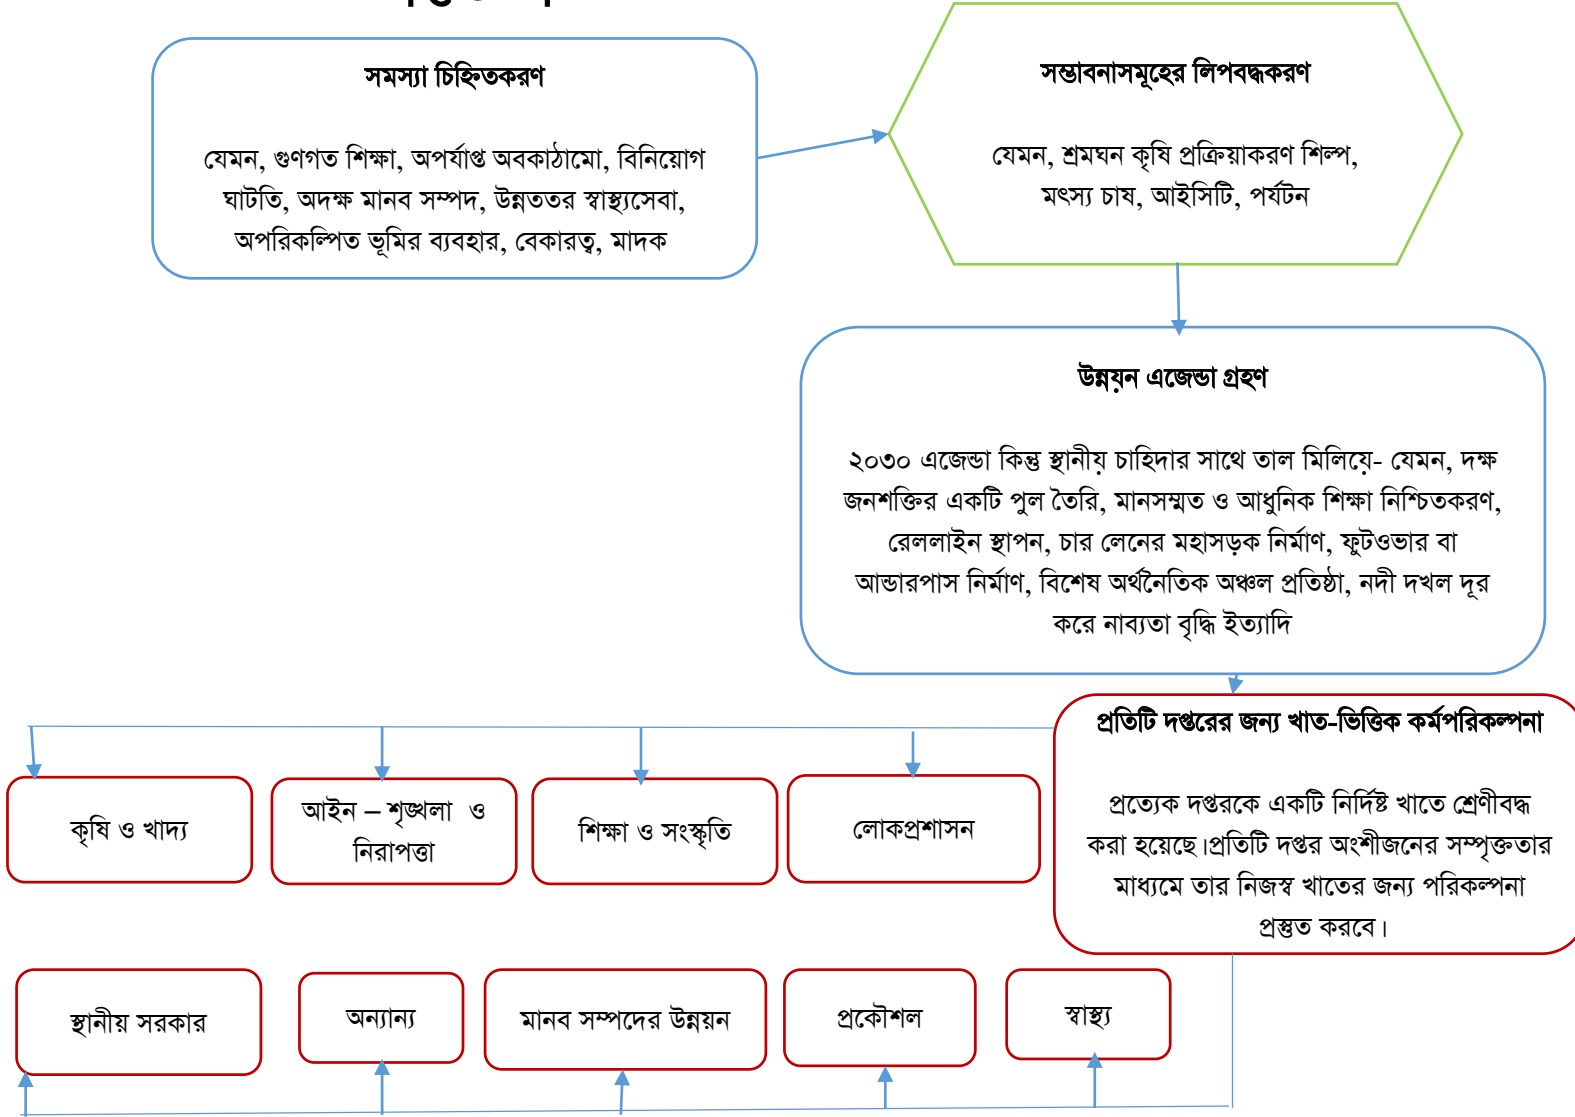 সমস্যা চিহ্নিতকরণ
যেমন, গুণগত শিক্ষা, অপর্যাপ্ত অবকাঠামো, বিনিয়োগ
ঘাটতি, অদক্ষ মানব সম্পদ, উন্নততর স্বাস্থ্যসেবা,
অপরিকল্পিত ভূমির ব্যবহার, বেকারত্ব, মাদক
সম্ভাবনাসমূহের লিপবদ্ধকরণ
যেমন, শ্রমঘন কৃষি প্রক্রিয়াকরণ শিল্প,
মৎস্য চাষ, আইসিটি, পর্যটন
উন্নয়ন এজেন্ডা গ্রহণ
২০৩০ এজেন্ডা কিন্তু স্থানীয় চাহিদার সাথে তাল মিলিয়ে- যেমন, দক্ষ
জনশক্তির একটি পুল তৈরি, মানসম্মত ও আধুনিক শিক্ষা নিশ্চিতকরণ,
রেললাইন স্থাপন, চার লেনের মহাসড়ক নির্মাণ, ফুটওভার বা
আন্ডারপাস নির্মাণ, বিশেষ অর্থনৈতিক অঞ্চল প্রতিষ্ঠা, নদী দখল দূর
করে নাব্যতা বৃদ্ধি ইত্যাদি
প্রতিটি দপ্তরের জন্য খাত-ভিত্তিক কর্মপরিকল্পনা
প্রত্যেক দপ্তরকে একটি নির্দিষ্ট খাতে শ্রেণীবদ্ধ
করা হয়েছে।প্রতিটি দপ্তর অংশীজনের সম্পৃক্ততার
মাধ্যমে তার নিজস্ব খাতের জন্য পরিকল্পনা
প্রস্তুত করবে।
কৃষি ও খাদ্য
আইন – শৃঙ্খলা ও
নিরাপত্তা
শিক্ষা ও সংস্কৃতি
লোকপ্রশাসন
স্থানীয় সরকার
অন্যান্য
মানব সম্পদের উন্নয়ন
প্রকৌশল
স্বাস্থ্য